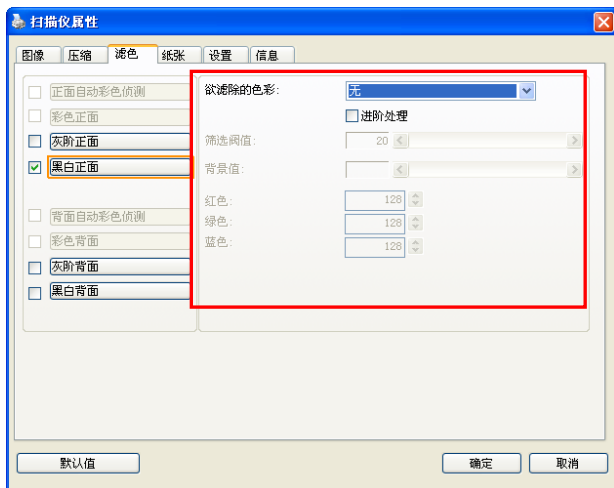 扫描仪属性
图像 压缩 滤色 纸张 设置 信息
正面自动彩色侦测
彩色正面
灰阶正面
黑白正面
背面自动彩色侦测
彩色背面
灰阶背面
黑白背面
欲滤除的色彩: 无
进阶处理
筛选阀值: 20
背景值:
红色: 128
绿色: 128
蓝色: 128
默认值 确定 取消